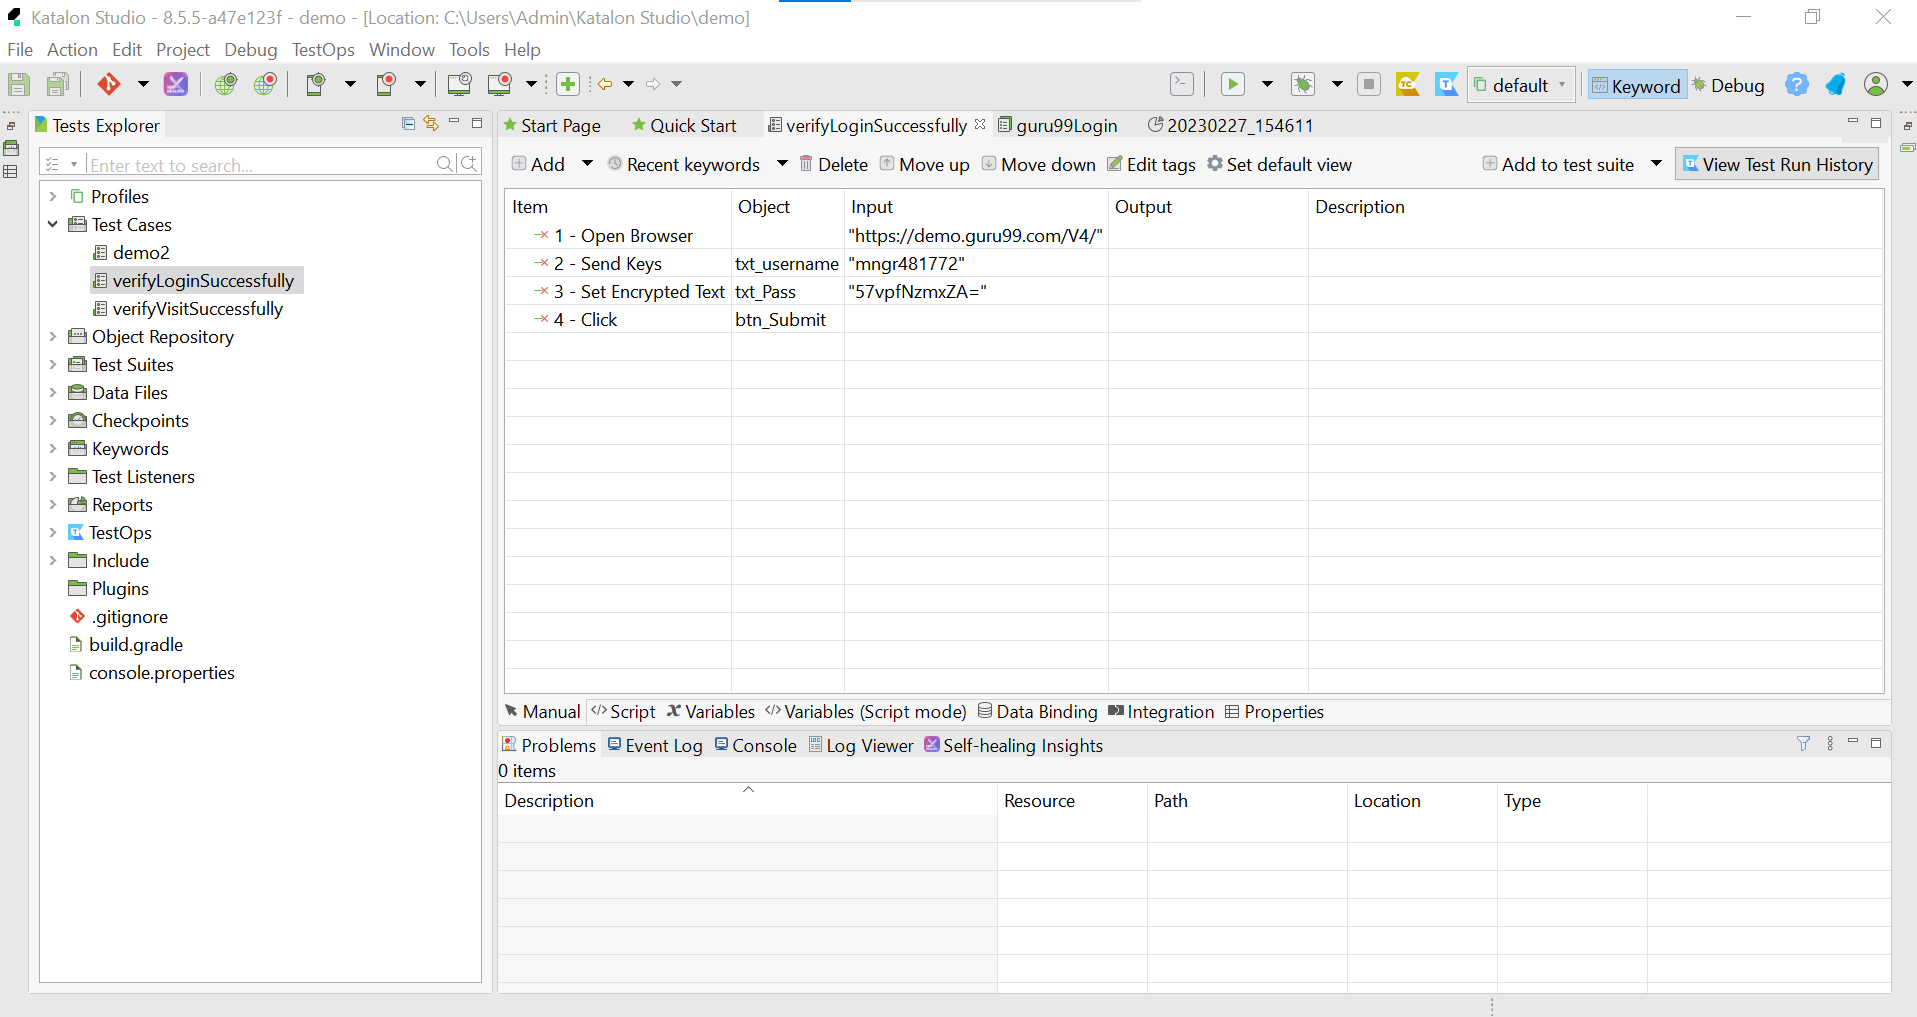 Katalon Studio - 8.5.5-a47e123f - demo - [Location: C:\Users\Admin\Katalon Studio\demo]
File Action Edit Project Debug TestOps Window Tools Help
default Keyword Debug
Tests Explorer
Enter text to search...
Profiles
Test Cases
demo2
verifyLoginSuccessfully
verifyVisitSuccessfully
Object Repository
Test Suites
Data Files
Checkpoints
Keywords
Test Listeners
Reports
TestOps
Include
Plugins
.gitignore
build.gradle
console.properties
Start Page Quick Start verifyLoginSuccessfully guru99Login 20230227_154611
Add Recent keywords Delete Move up Move down Edit tags Set default view Add to test suite View Test Run History
Item Object Input Output Description
1 - Open Browser "https://demo.guru99.com/V4/"
2 - Send Keys txt_username "mngr481772"
3 - Set Encrypted Text txt_Pass "57vpfNzmxZA="
4 - Click btn_Submit
Manual Script Variables Variables (Script mode) Data Binding Integration Properties
Problems Event Log Console Log Viewer Self-healing Insights
0 items
Description Resource Path Location Type